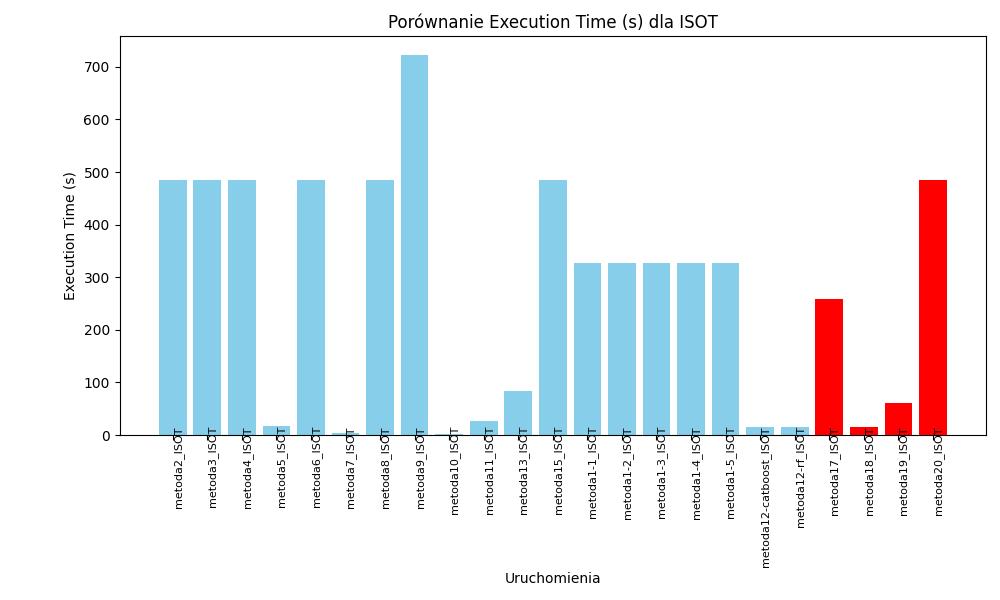 Porównanie Execution Time (s) dla ISOT
Execution Time (s)
700
600
500
400
300
200
100
0
metoda2_ISOT
metoda3_ISOT
metoda4_ISOT
metoda5_ISOT
metoda6_ISOT
metoda7_ISOT
metoda8_ISOT
metoda9_ISOT
metoda10_ISOT
metoda11_ISOT
metoda13_ISOT
metoda15_ISOT
metoda1-1_ISOT
metoda1-2_ISOT
metoda1-3_ISOT
metoda1-4_ISOT
metoda1-5_ISOT
metoda12-catboost_ISOT
metoda12-rf_ISOT
metoda17_ISOT
metoda18_ISOT
metoda19_ISOT
metoda20_ISOT
Uruchomienia